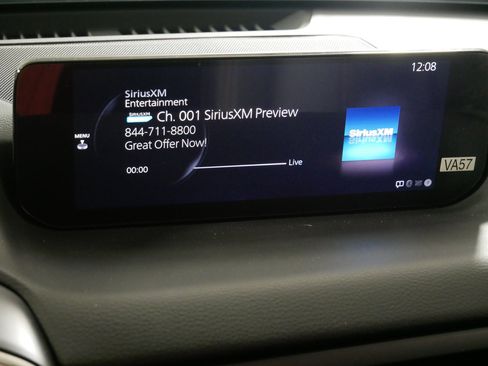 12:08
SiriusXM
Entertainment
Ch. 001 SiriusXM Preview
844-711-8800
Great Offer Now!
MENU
00:00
Live
SiriusXM
VA57